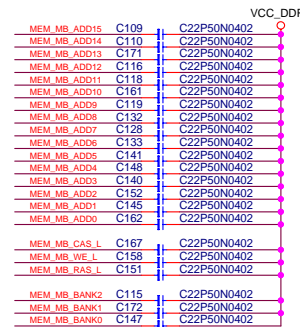 VCC_DDR
MEM_MB_ADD15 C109 C22P50N0402
MEM_MB_ADD14 C110 C22P50N0402
MEM_MB_ADD13 C171 C22P50N0402
MEM_MB_ADD12 C116 C22P50N0402
MEM_MB_ADD11 C118 C22P50N0402
MEM_MB_ADD10 C161 C22P50N0402
MEM_MB_ADD9 C119 C22P50N0402
MEM_MB_ADD8 C132 C22P50N0402
MEM_MB_ADD7 C128 C22P50N0402
MEM_MB_ADD6 C133 C22P50N0402
MEM_MB_ADD5 C141 C22P50N0402
MEM_MB_ADD4 C148 C22P50N0402
MEM_MB_ADD3 C140 C22P50N0402
MEM_MB_ADD2 C152 C22P50N0402
MEM_MB_ADD1 C145 C22P50N0402
MEM_MB_ADD0 C162 C22P50N0402
MEM_MB_CAS_L C167 C22P50N0402
MEM_MB_WE_L C158 C22P50N0402
MEM_MB_RAS_L C151 C22P50N0402
MEM_MB_BANK2 C115 C22P50N0402
MEM_MB_BANK1 C172 C22P50N0402
MEM_MB_BANK0 C147 C22P50N0402